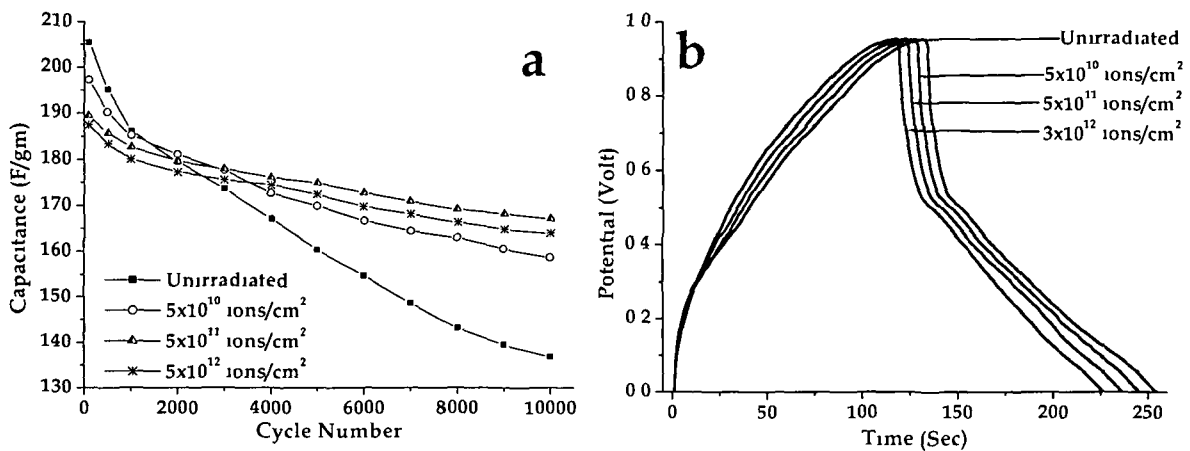 a
Capacitance (F/gm)
210
200
190
180
170
160
150
140
130
Unırradıated
5x10¹⁰ ıons/cm²
5x10¹¹ ıons/cm²
5x10¹² ıons/cm²
0
2000
4000
6000
8000
10000
Cycle Number
b
Potentıal (Volt)
1 0
0 8
0 6
0 4
0 2
0 0
Unırradıated
5x10¹⁰ ıons/cm²
5x10¹¹ ıons/cm²
3x10¹² ıons/cm²
0
50
100
150
200
250
Tıme (Sec)